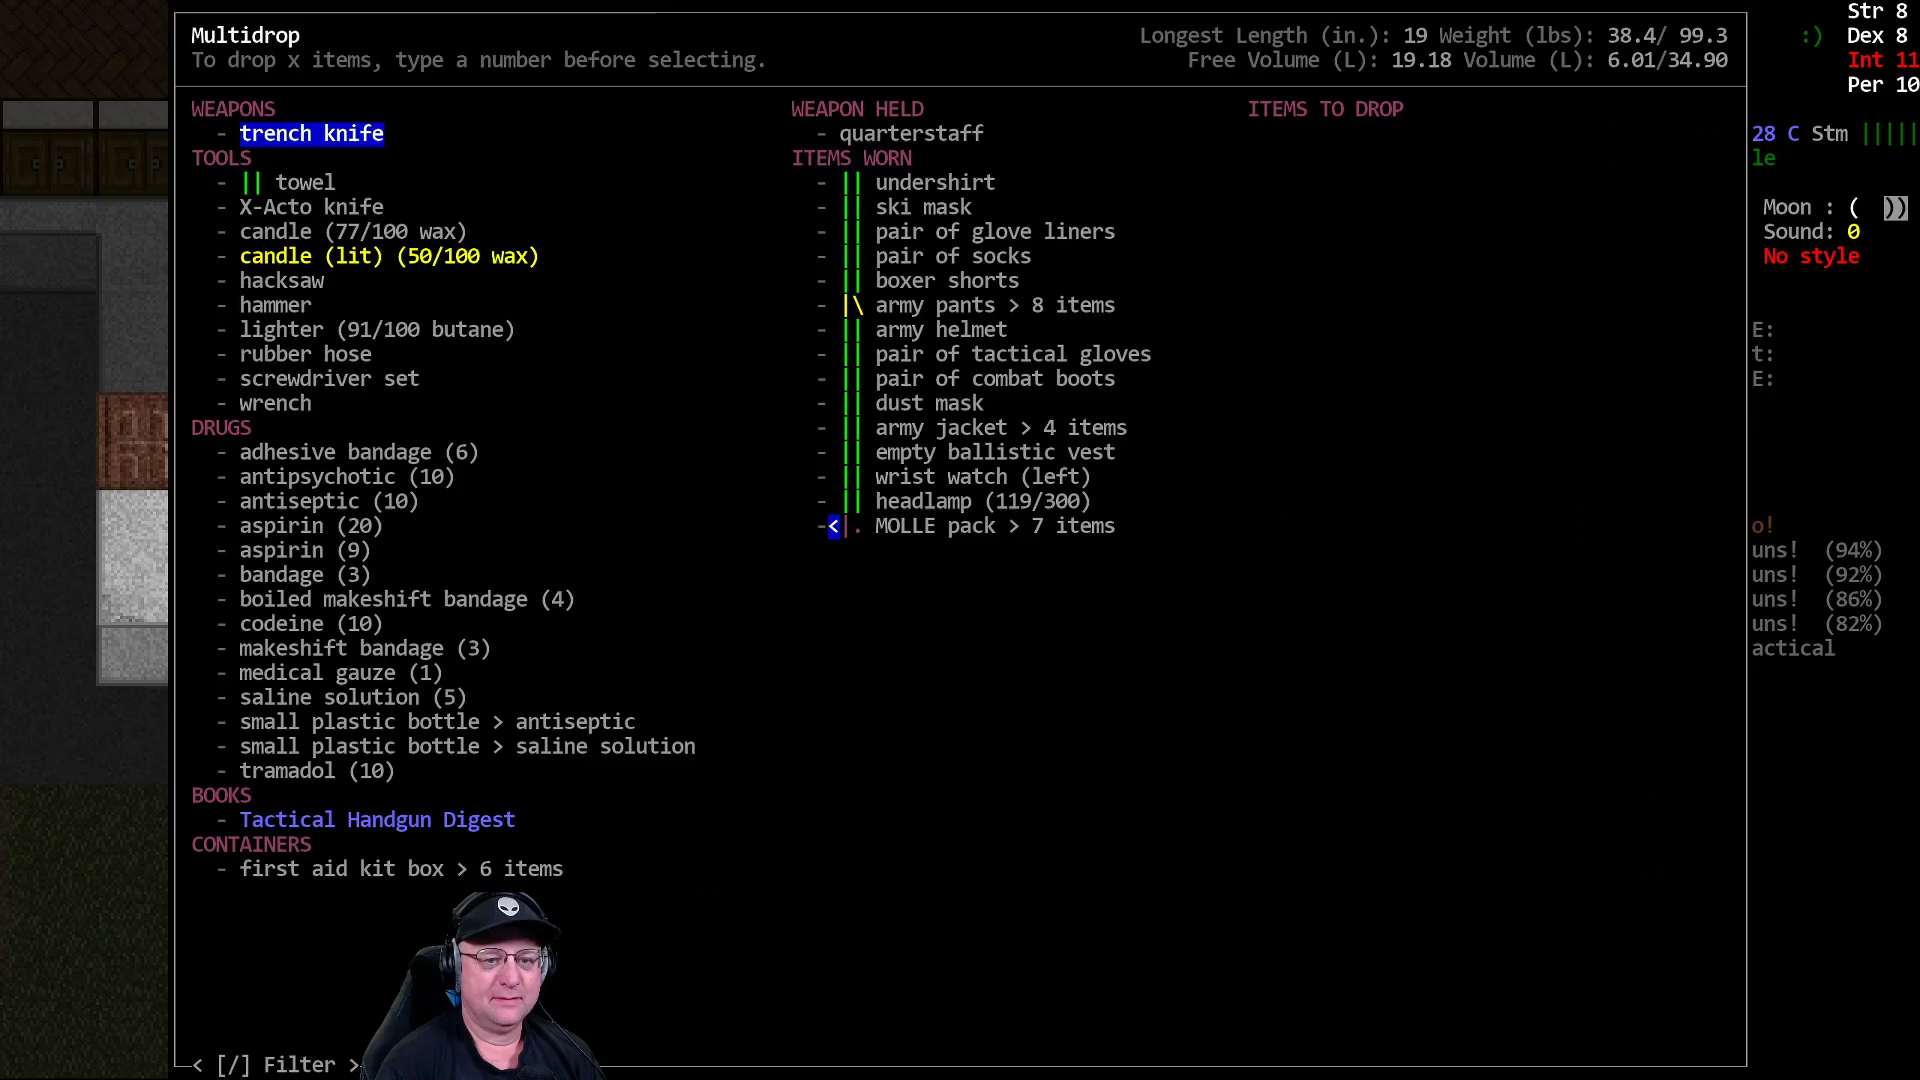 Multidrop
To drop x items, type a number before selecting.
Longest Length (in.): 19 Weight (lbs): 38.4/ 99.3
Free Volume (L): 19.18 Volume (L): 6.01/34.90
WEAPONS
- trench knife
TOOLS
- || towel
- X-Acto knife
- candle (77/100 wax)
- candle (lit) (50/100 wax)
- hacksaw
- hammer
- lighter (91/100 butane)
- rubber hose
- screwdriver set
- wrench
DRUGS
- adhesive bandage (6)
- antipsychotic (10)
- antiseptic (10)
- aspirin (20)
- aspirin (9)
- bandage (3)
- boiled makeshift bandage (4)
- codeine (10)
- makeshift bandage (3)
- medical gauze (1)
- saline solution (5)
- small plastic bottle > antiseptic
- small plastic bottle > saline solution
- tramadol (10)
BOOKS
- Tactical Handgun Digest
CONTAINERS
- first aid kit box > 6 items
< [/] Filter >
WEAPON HELD
- quarterstaff
ITEMS WORN
- || undershirt
- || ski mask
- || pair of glove liners
- || pair of socks
- || boxer shorts
- |\ army pants > 8 items
- || army helmet
- || pair of tactical gloves
- || pair of combat boots
- || dust mask
- || army jacket > 4 items
- || empty ballistic vest
- || wrist watch (left)
- || headlamp (119/300)
-<|. MOLLE pack > 7 items
ITEMS TO DROP
Str 8
:) Dex 8
Int 11
Per 10
28 C Stm |||||
le
Moon : (  ))
Sound: 0
No style
E:
t:
E:
o!
uns! (94%)
uns! (92%)
uns! (86%)
uns! (82%)
actical